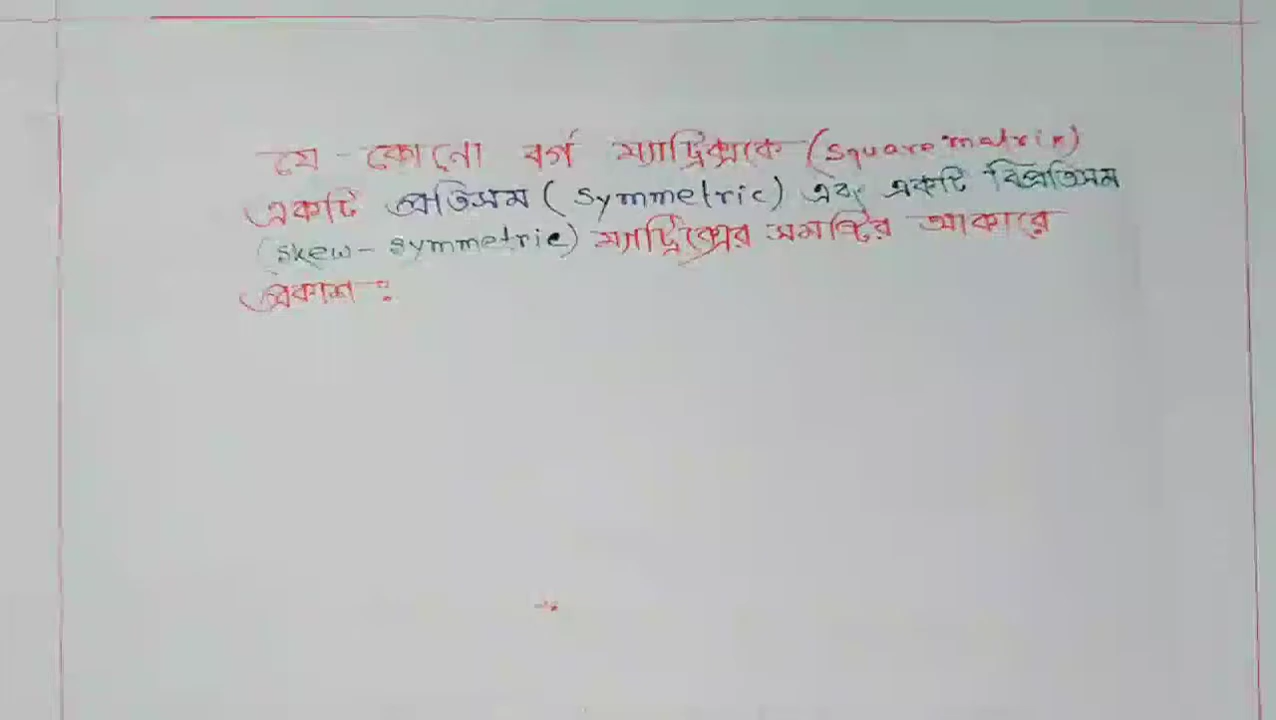 যে - কোনো বর্গ ম্যাট্রিক্সকে (square matrix)
একটি প্রতিসম (symmetric) এবং একটি বিপ্রতিসম
(skew - symmetric) ম্যাট্রিক্সের সমষ্টির আকারে
প্রকাশ :